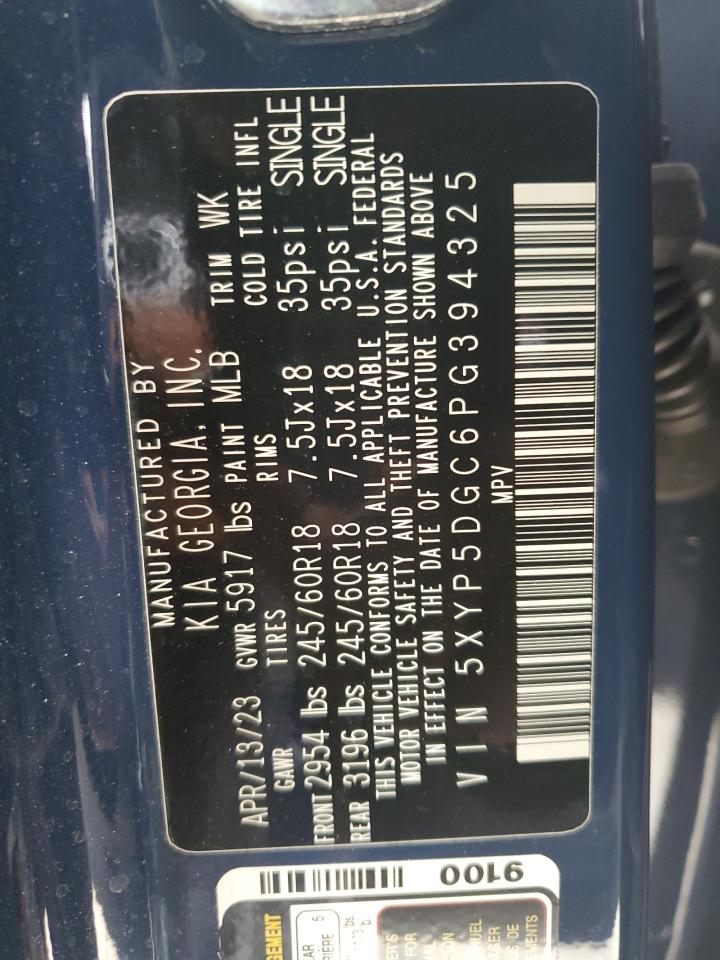 MANUFACTURED BY
KIA GEORGIA, INC.
APR/13/23 GVWR 5917 lbs PAINT MLB TRIM WK
GAWR TIRES RIMS COLD TIRE INFL
FRONT 2954 lbs 245/60R18 7.5Jx18 35psi SINGLE
REAR 3196 lbs 245/60R18 7.5Jx18 35psi SINGLE
THIS VEHICLE CONFORMS TO ALL APPLICABLE U.S.A. FEDERAL
MOTOR VEHICLE SAFETY AND THEFT PREVENTION STANDARDS
IN EFFECT ON THE DATE OF MANUFACTURE SHOWN ABOVE
VIN 5XYP5DGC6PG394325
MPV
9100
5
FOR